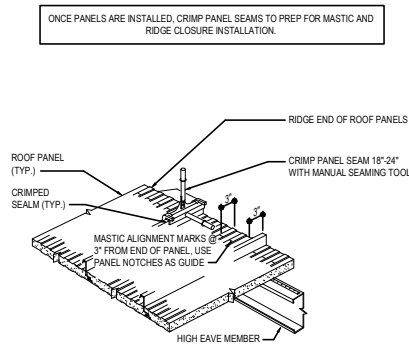 ONCE PANELS ARE INSTALLED, CRIMP PANEL SEAMS TO PREP FOR MASTIC AND
RIDGE CLOSURE INSTALLATION.
RIDGE END OF ROOF PANELS
ROOF PANEL
(TYP.)
CRIMP PANEL SEAM 18"-24"
WITH MANUAL SEAMING TOOL
CRIMPED
SEALM (TYP.)
3"
3"
MASTIC ALIGNMENT MARKS @
3" FROM END OF PANEL, USE
PANEL NOTCHES AS GUIDE
HIGH EAVE MEMBER